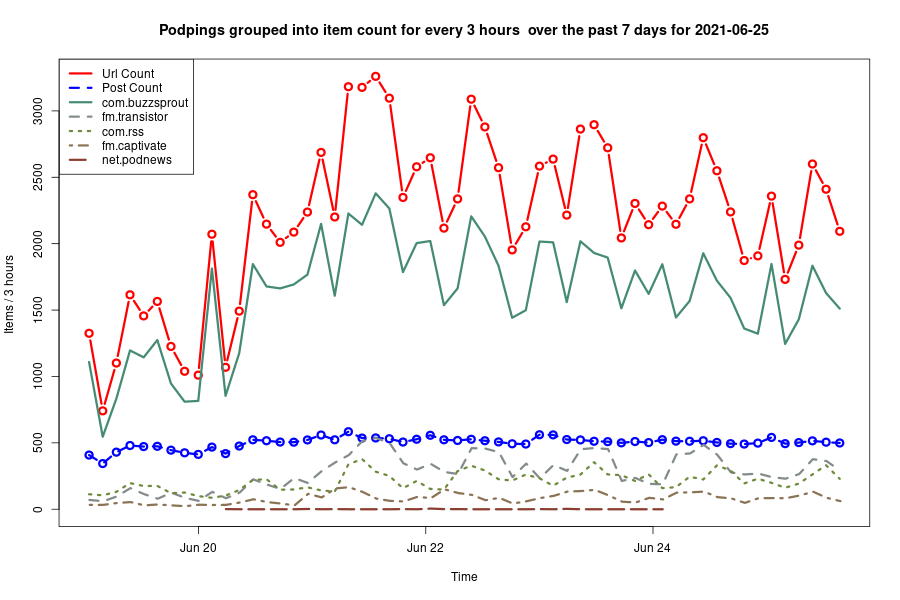 Podpings grouped into item count for every 3 hours  over the past 7 days for 2021-06-25
Url Count
Post Count
com.buzzsprout
fm.transistor
com.rss
fm.captivate
net.podnews
3000
2500
2000
1500
1000
500
0
Items / 3 hours
Jun 20
Jun 22
Jun 24
Time